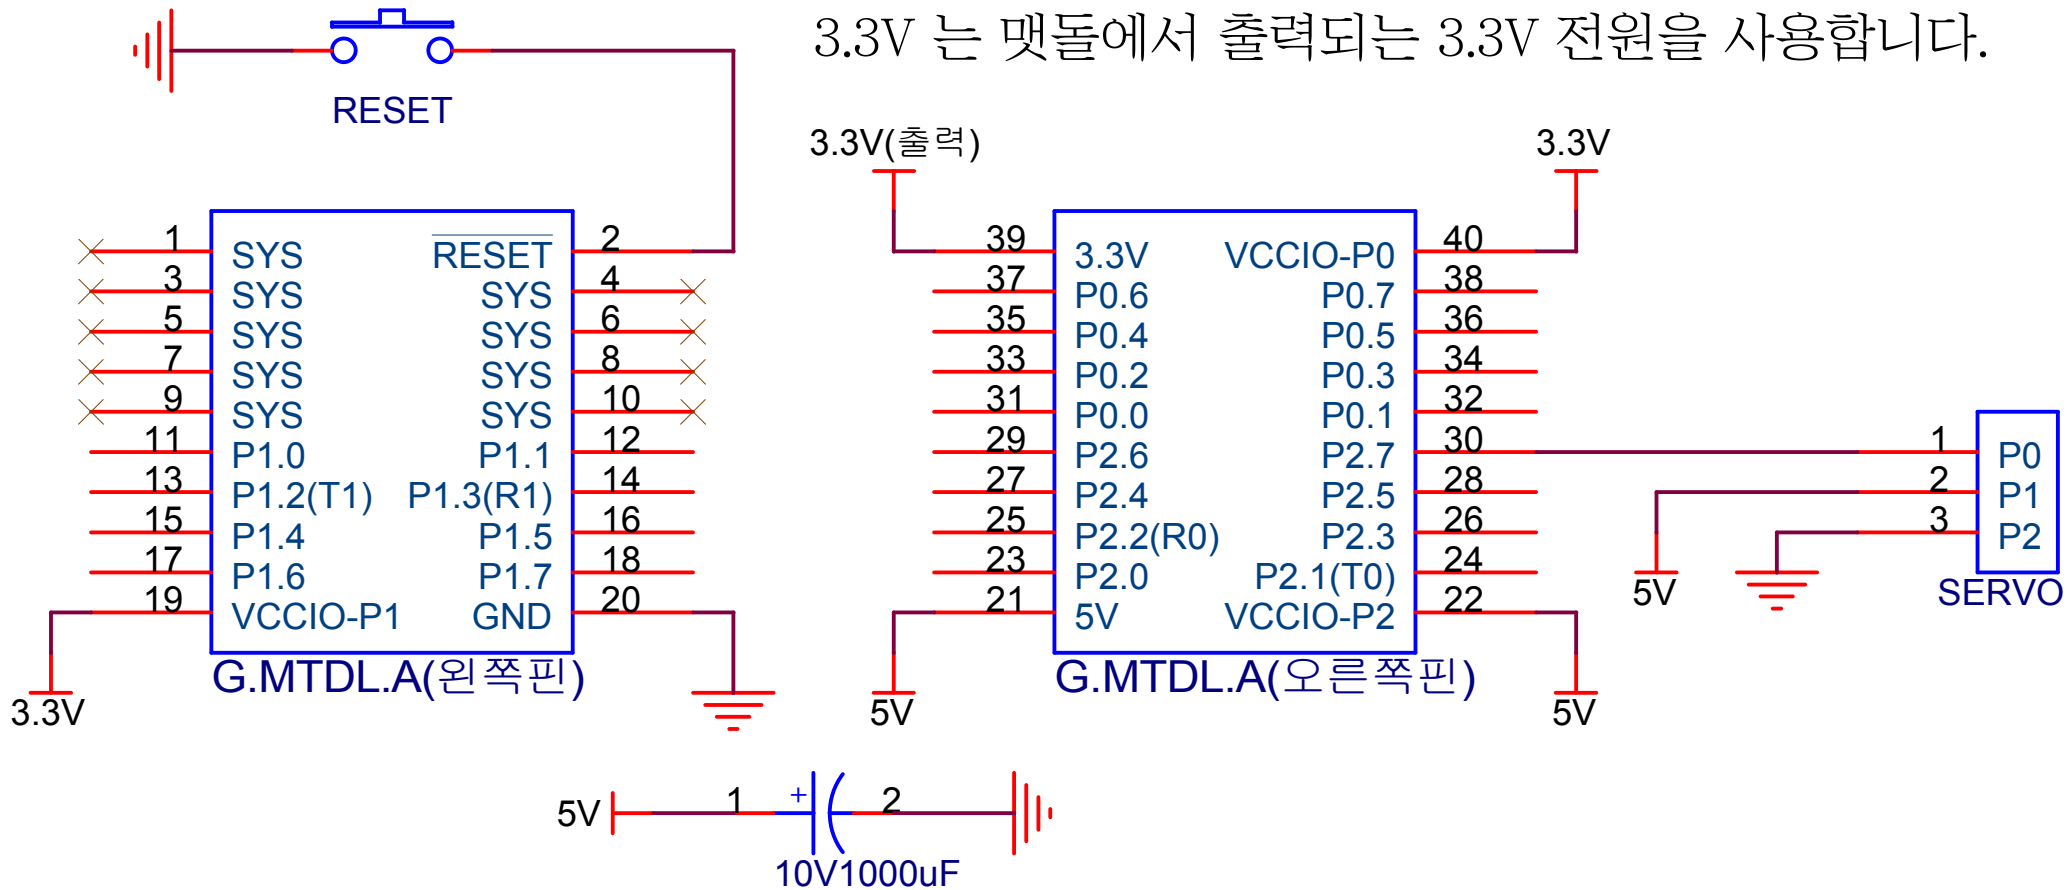 3.3V 는 맷돌에서 출력되는 3.3V 전원을 사용합니다.
RESET
3.3V(출력)
3.3V
1 SYS RESET 2
3 SYS SYS 4
5 SYS SYS 6
7 SYS SYS 8
9 SYS SYS 10
11 P1.0 P1.1 12
13 P1.2(T1) P1.3(R1) 14
15 P1.4 P1.5 16
17 P1.6 P1.7 18
19 VCCIO-P1 GND 20
G.MTDL.A(왼쪽핀)
3.3V
39 3.3V VCCIO-P0 40
37 P0.6 P0.7 38
35 P0.4 P0.5 36
33 P0.2 P0.3 34
31 P0.0 P0.1 32
29 P2.6 P2.7 30
27 P2.4 P2.5 28
25 P2.2(R0) P2.3 26
23 P2.0 P2.1(T0) 24
21 5V VCCIO-P2 22
G.MTDL.A(오른쪽핀)
5V
5V
1 P0
2 P1
3 P2
5V
SERVO
5V 1 + 2
10V1000uF